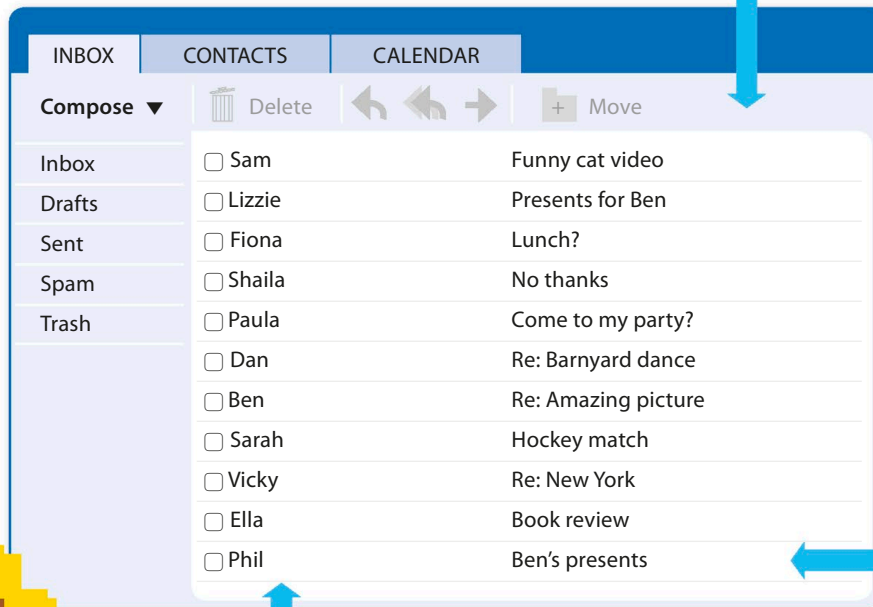 INBOX CONTACTS CALENDAR
Compose Delete + Move
Inbox Sam Funny cat video
Drafts Lizzie Presents for Ben
Sent Fiona Lunch?
Spam Shaila No thanks
Trash Paula Come to my party?
Dan Re: Barnyard dance
Ben Re: Amazing picture
Sarah Hockey match
Vicky Re: New York
Ella Book review
Phil Ben's presents